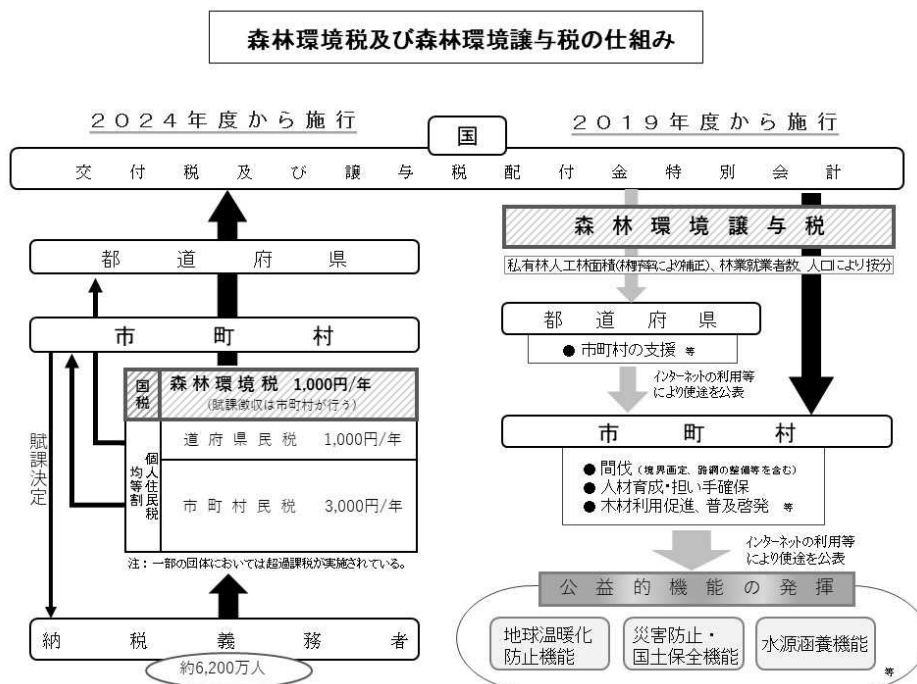 森林環境税及び森林環境譲与税の仕組み
2024年度から施行
国
2019年度から施行
交付税及び譲与税配付金特別会計
都道府県
市町村
国税
森林環境税 1,000円/年
(賦課徴収は市町村が行う)
個人住民税
均等割
道府県民税 1,000円/年
市町村民税 3,000円/年
注:一部の団体においては超過課税が実施されている。
賦課決定
納税義務者
約6,200万人
森林環境譲与税
私有林人工林面積(林野率により補正)、林業就業者数、人口により按分
都道府県
● 市町村の支援 等
インターネットの利用等
により使途を公表
市町村
● 間伐(境界画定、路網の整備等を含む)
● 人材育成・担い手確保
● 木材利用促進、普及啓発 等
インターネットの利用等
により使途を公表
公益的機能の発揮
地球温暖化
防止機能
災害防止・
国土保全機能
水源涵養機能
等